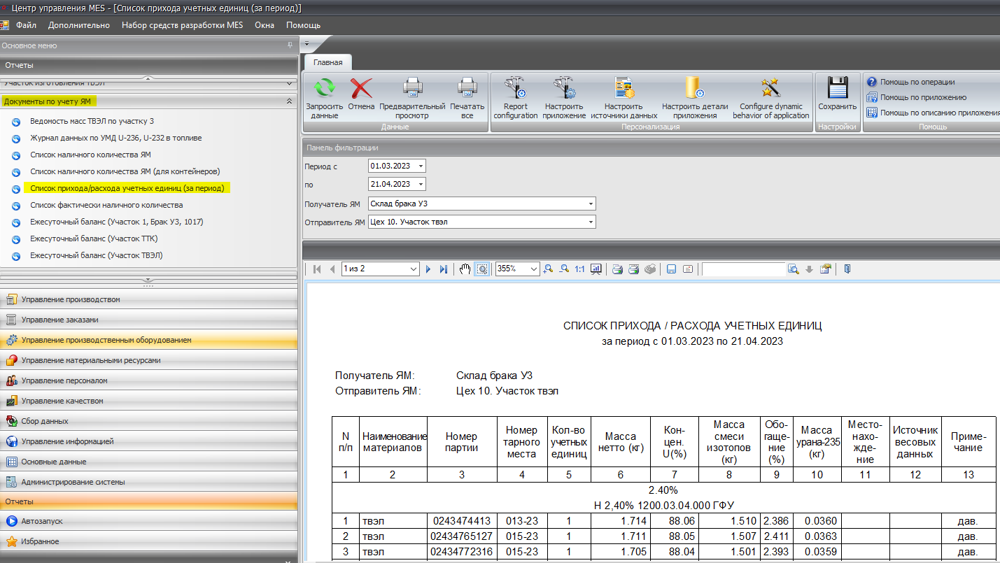 Центр управления MES - [Список прихода учетных единиц (за период)]
Файл Дополнительно Набор средств разработки MES Окна Помощь
Основное меню
Отчеты
Участок изготовления ТВЭЛ
Документы по учету ЯМ
Ведомость масс ТВЭЛ по участку 3
Журнал данных по УМД U-236, U-232 в топливе
Список наличного количества ЯМ
Список наличного количества ЯМ (для контейнеров)
Список прихода/расхода учетных единиц (за период)
Список фактически наличного количества
Ежесуточный баланс (Участок 1, Брак У3, 1017)
Ежесуточный баланс (Участок ТТК)
Ежесуточный баланс (Участок ТВЭЛ)
Управление производством
Управление заказами
Управление производственным оборудованием
Управление материальными ресурсами
Управление персоналом
Управление качеством
Сбор данных
Управление информацией
Основные данные
Администрирование системы
Отчеты
Автозапуск
Избранное
Главная
Запросить данные
Отмена
Предварительный просмотр
Печатать все
Данные
Report configuration
Настроить приложение
Настроить источники данных
Настроить детали приложения
Configure dynamic behavior of application
Персонализация
Сохранить
Настройки
Помощь по операции
Помощь по приложению
Помощь по описанию приложения
Помощь
Панель фильтрации
Период с 01.03.2023
по 21.04.2023
Получатель ЯМ Склад брака У3
Отправитель ЯМ Цех 10. Участок твэл
1 из 2 355% 1:1
СПИСОК ПРИХОДА / РАСХОДА УЧЕТНЫХ ЕДИНИЦ
за период с 01.03.2023 по 21.04.2023
Получатель ЯМ: Склад брака У3
Отправитель ЯМ: Цех 10. Участок твэл
N п/п
Наименование материалов
Номер партии
Номер тарного места
Кол-во учетных единиц
Масса нетто (кг)
Кон-цен. U(%)
Масса смеси изотопов (кг)
Обо-гаще-ние (%)
Масса урана-235 (кг)
Место-нахо-жде-ние
Источник весовых данных
Приме-чание
1 2 3 4 5 6 7 8 9 10 11 12 13
2.40%
Н 2,40% 1200.03.04.000 ГФУ
1 твэл 0243474413 013-23 1 1.714 88.06 1.510 2.386 0.0360 дав.
2 твэл 02434765127 015-23 1 1.711 88.05 1.507 2.411 0.0363 дав.
3 твэл 02434772316 015-23 1 1.705 88.04 1.501 2.393 0.0359 дав.